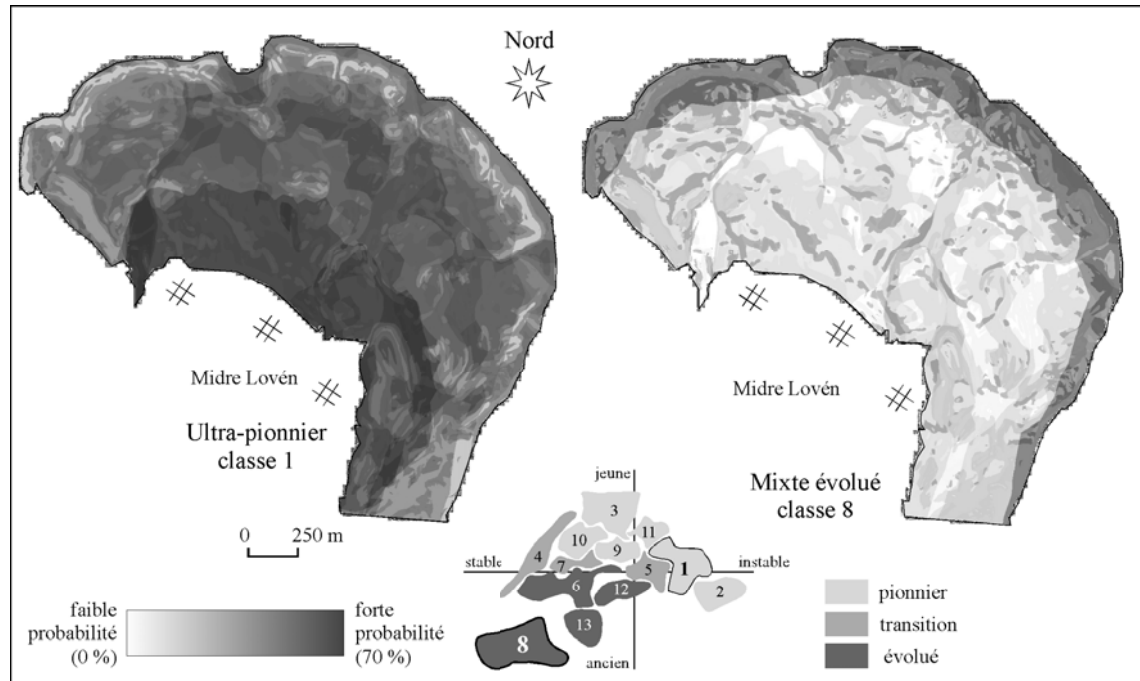 Nord
Midre Lovén
Ultra-pionnier
classe 1
0 250 m
faible
probabilité
(0 %)
forte
probabilité
(70 %)
Midre Lovén
Mixte évolué
classe 8
jeune
stable
instable
ancien
3
11
10
9
4
7
5
1
6
12
2
13
8
pionnier
transition
évolué